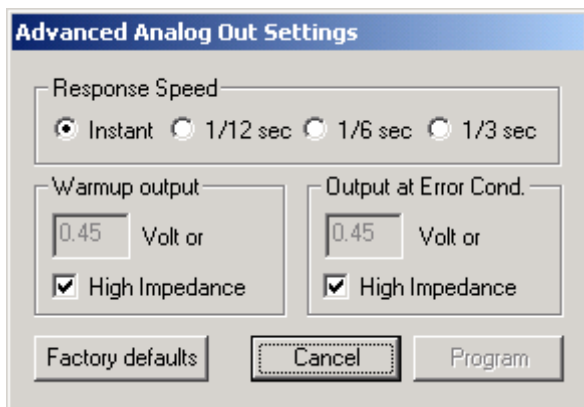 Advanced Analog Out Settings
Response Speed
Instant 1/12 sec 1/6 sec 1/3 sec
Warmup output
0.45 Volt or
High Impedance
Output at Error Cond.
0.45 Volt or
High Impedance
Factory defaults Cancel Program